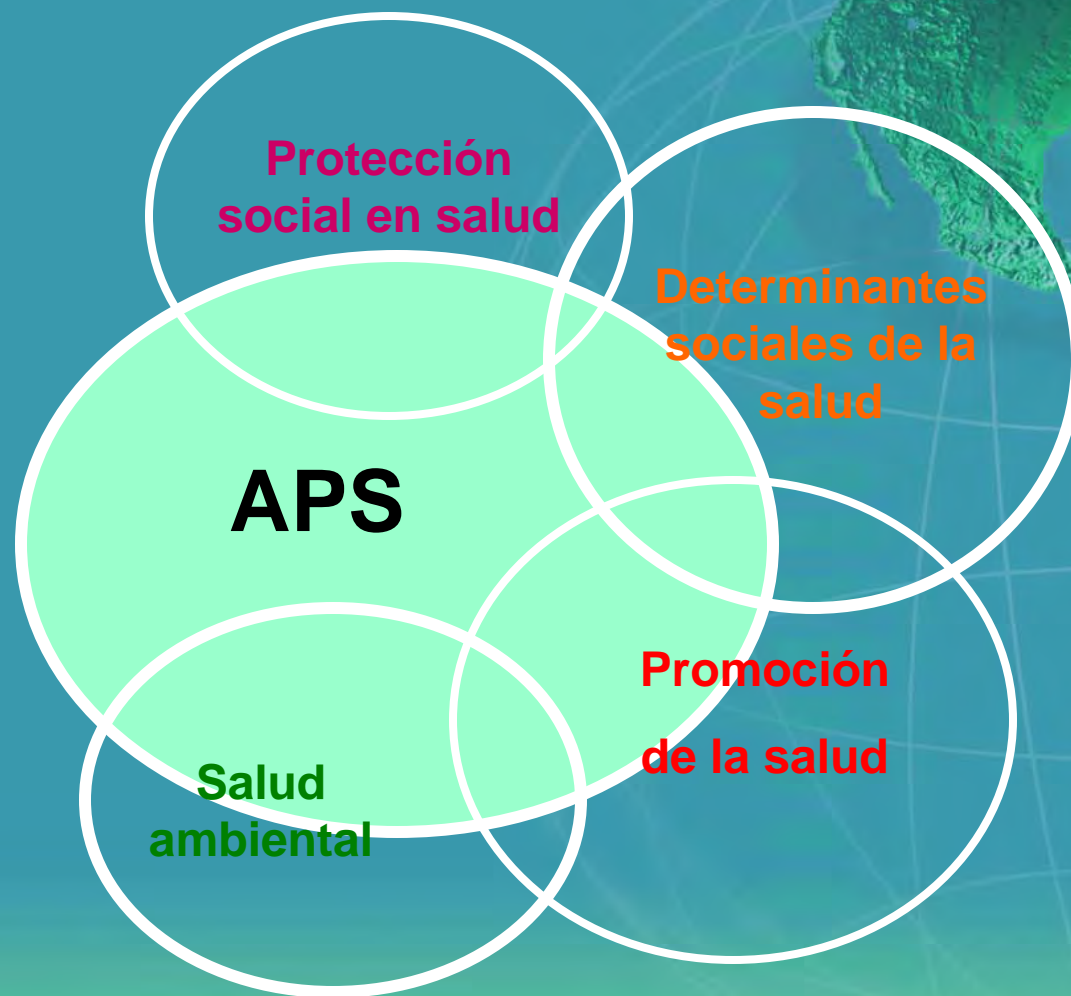 Protección
social en salud
Determinantes
sociales de la
salud
APS
Promoción
de la salud
Salud
ambiental